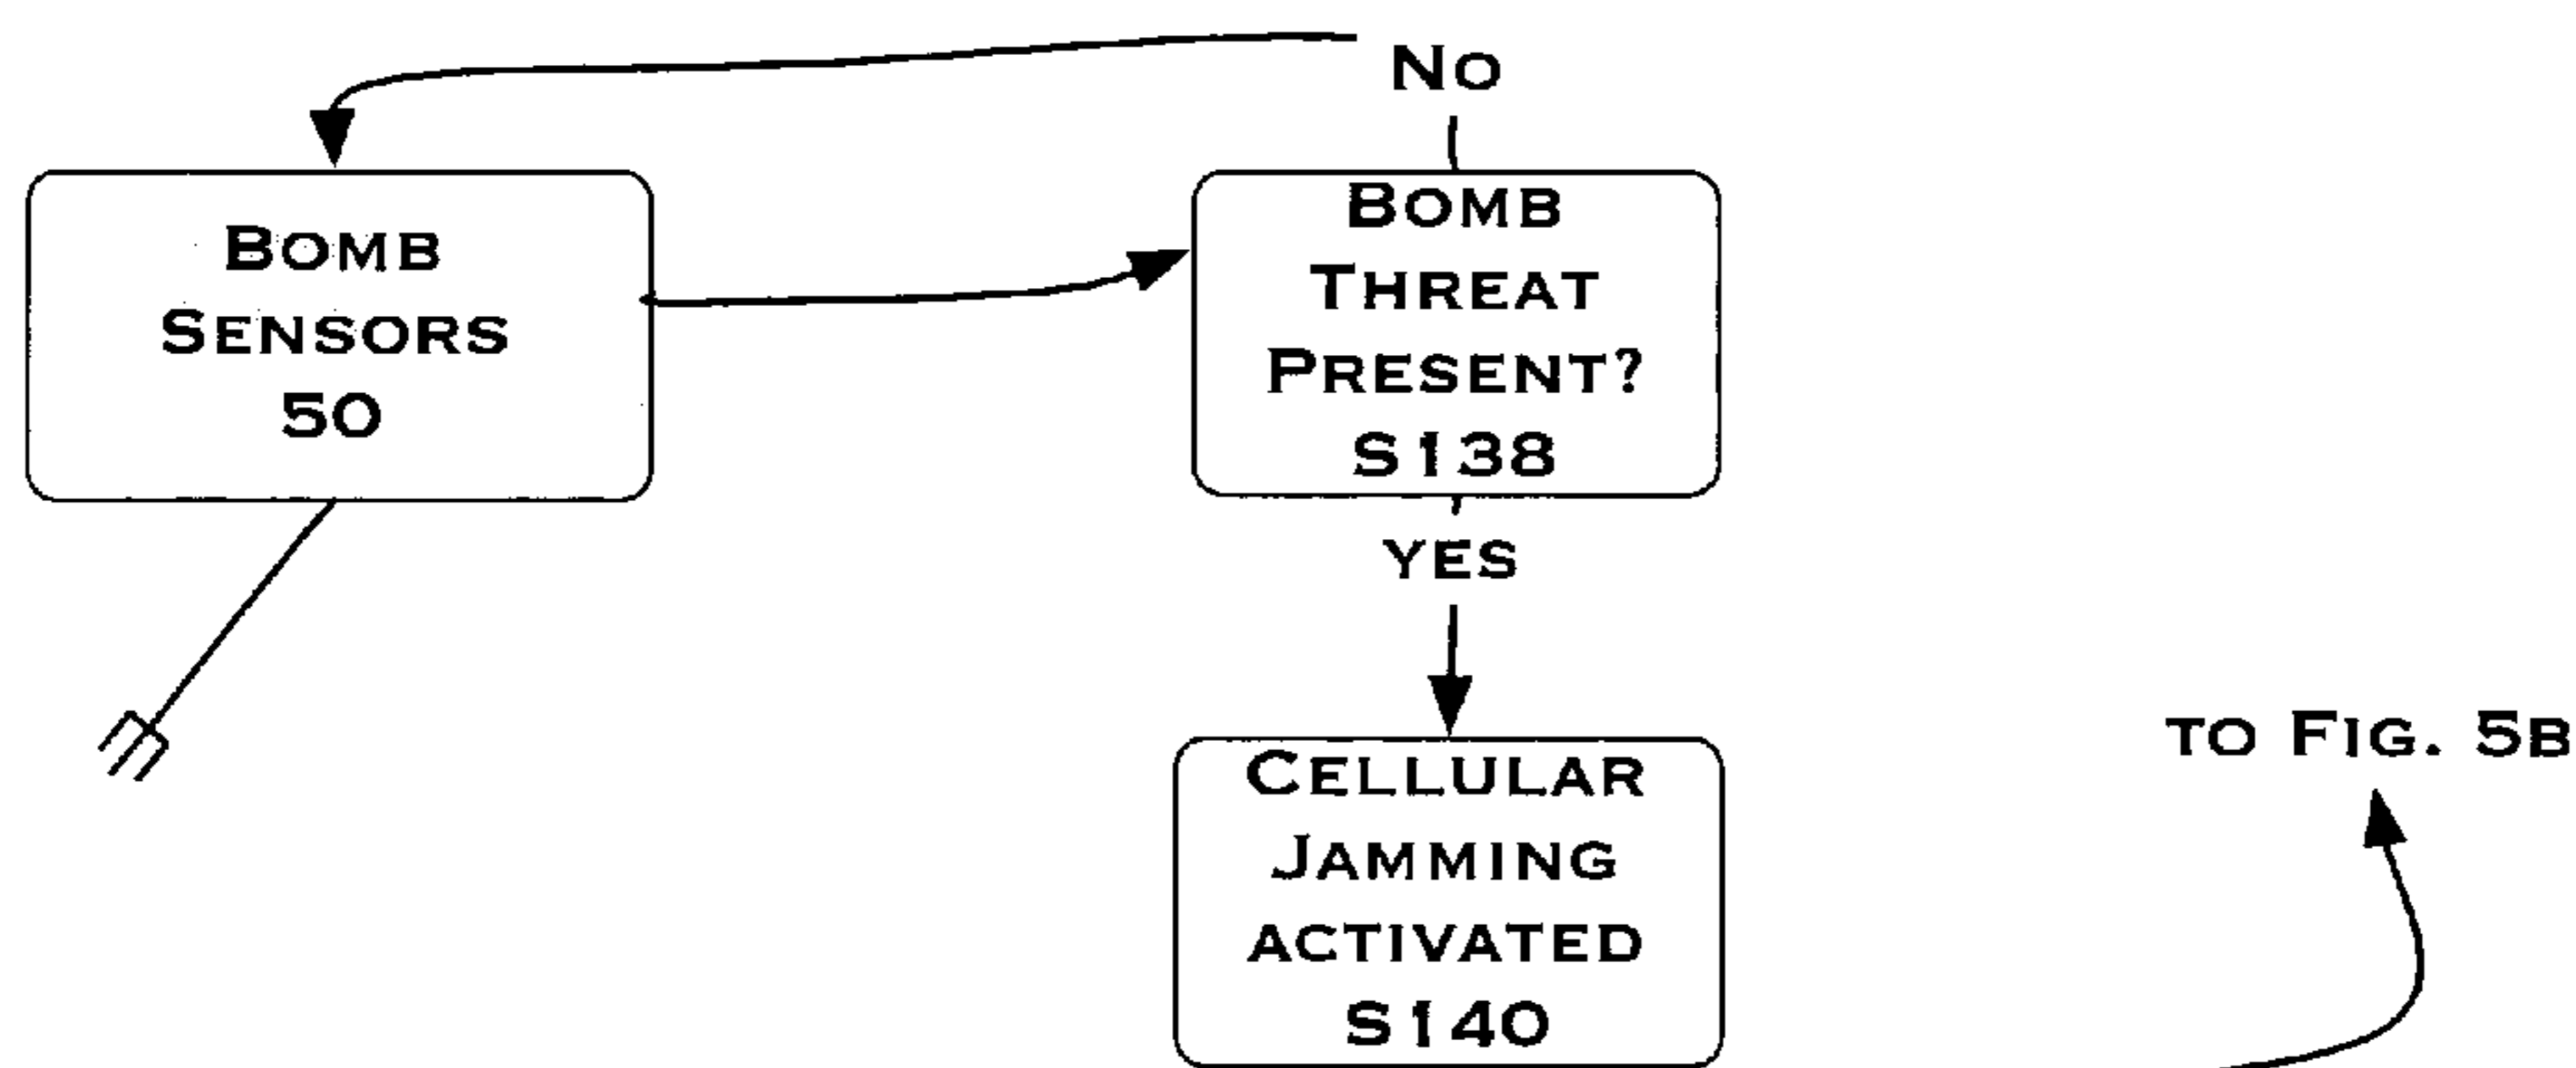 No
Bomb
Sensors
50
Bomb
Threat
Present?
S138
yes
Cellular
Jamming
activated
S140
to Fig. 5b